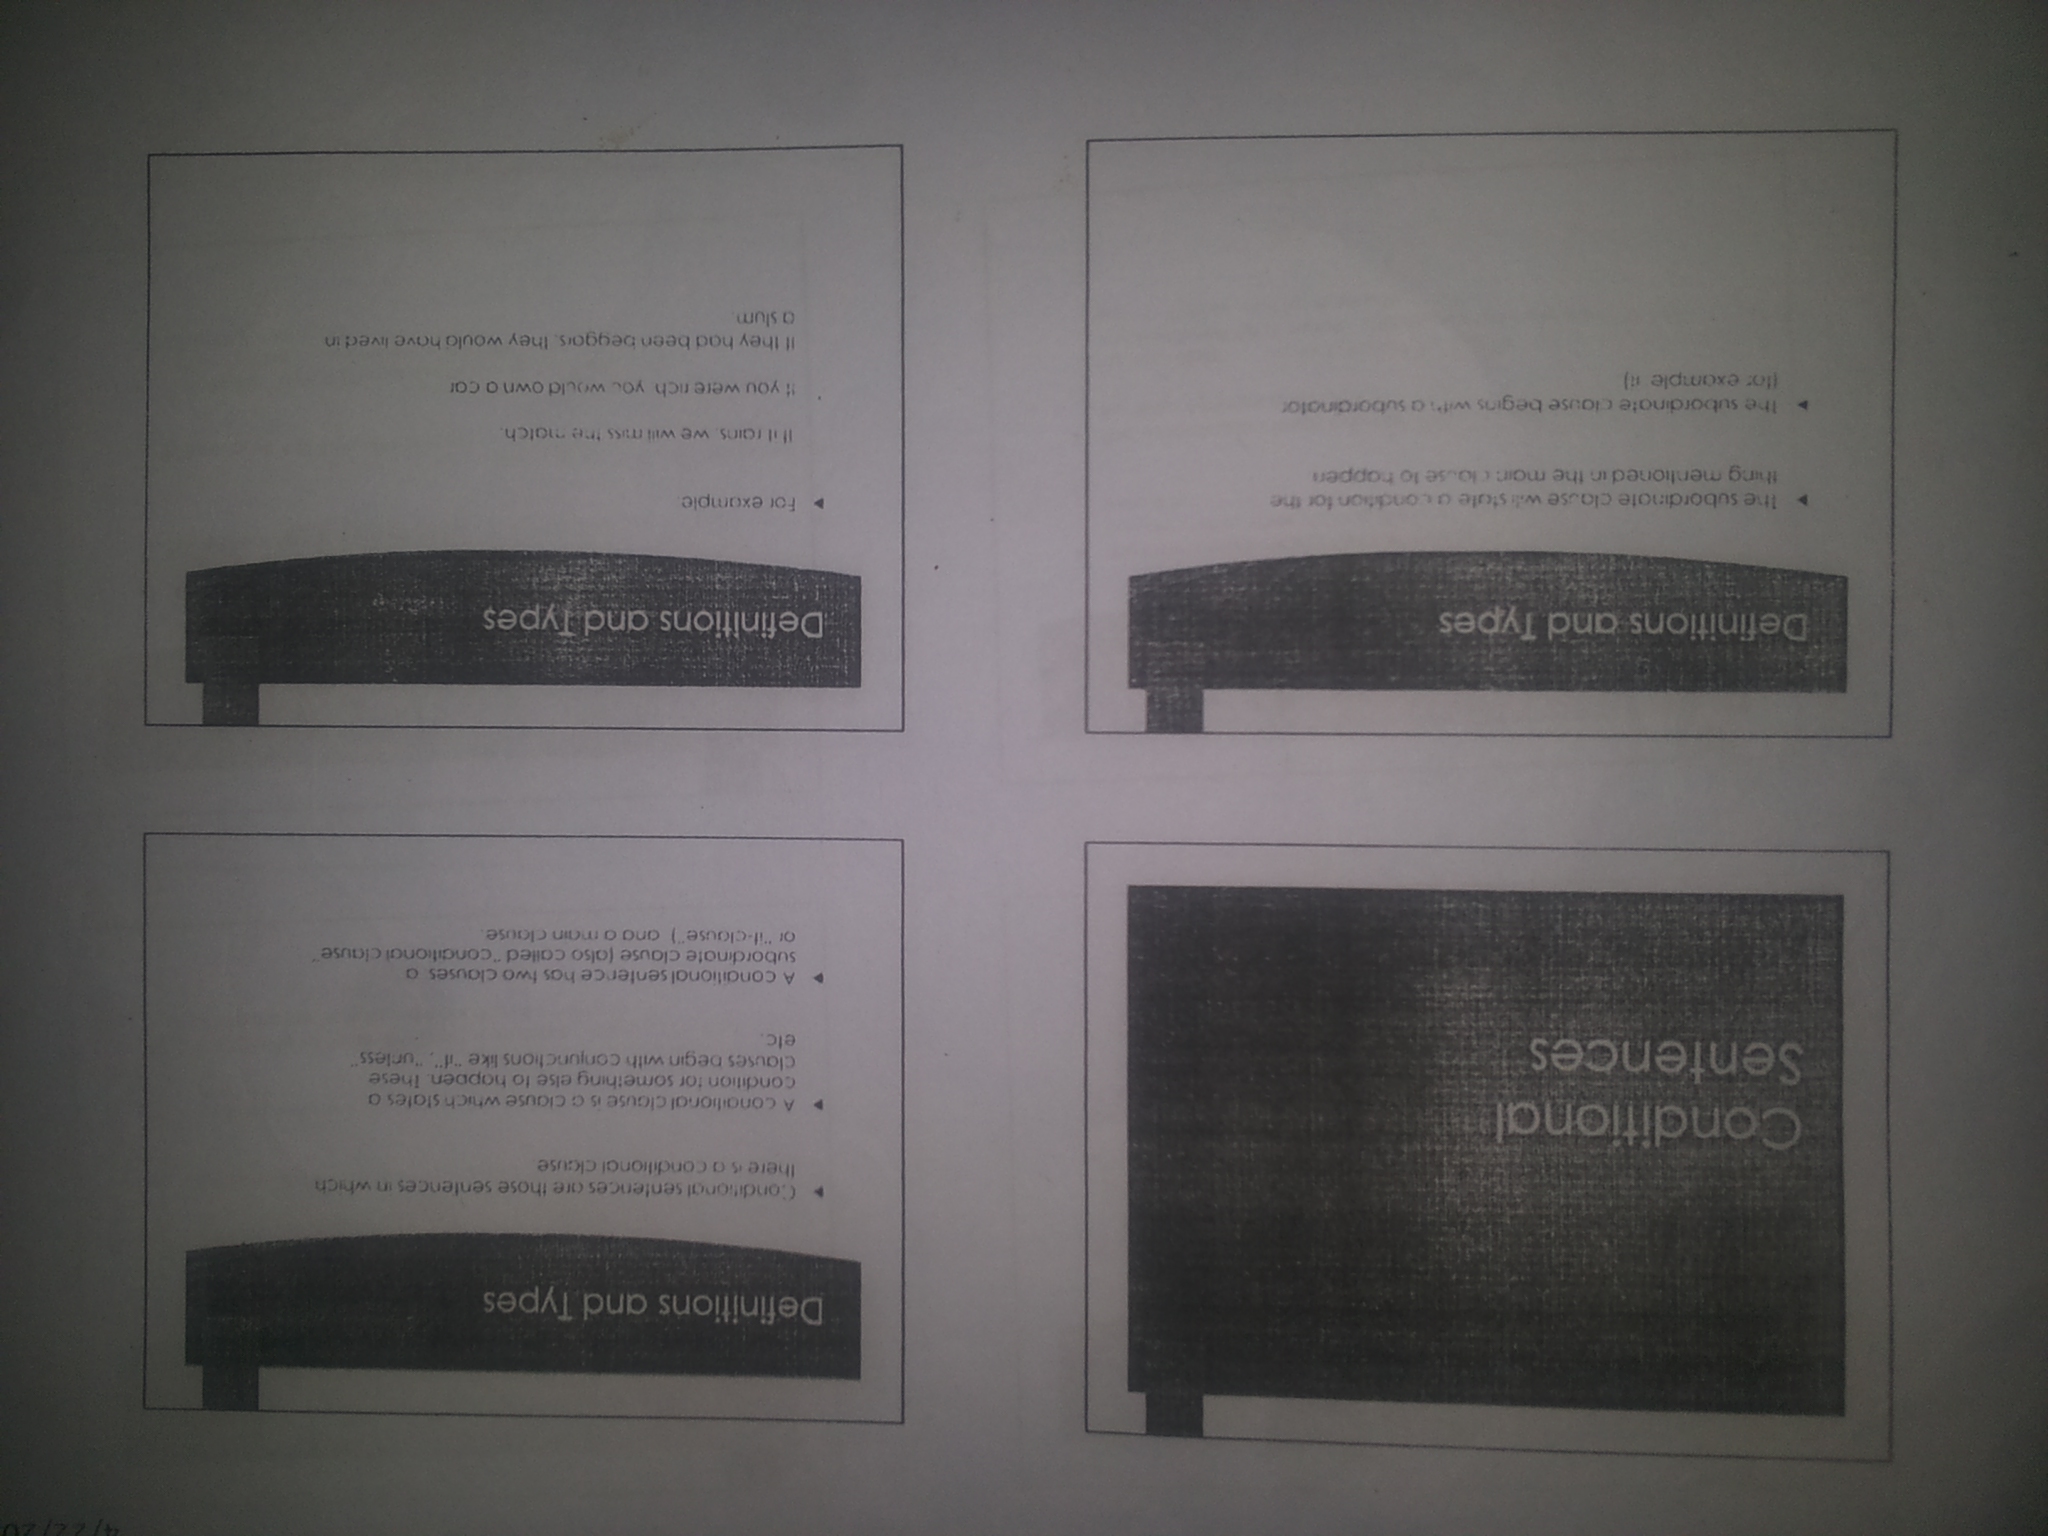 4/22/20
Conditional
Sentences
Definitions and Types
► Conditional sentences are those sentences in which
there is a conditional clause
► A conditional clause is a clause which states a
condition for something else to happen. These
clauses begin with conjunctions like "if", "unless"
etc.
► A conditional sentence has two clauses a
subordinate clause (also called "conditional clause"
or "if-clause") and a main clause.
Definitions and Types
► The subordinate clause will state a condition for the
thing mentioned in the main clause to happen
► The subordinate clause begins with a subordinator
(for example if)
Definitions and Types
► For example
If it rains, we will miss the match.
If you were rich you would own a car
If they had been beggars, they would have lived in
a slum.